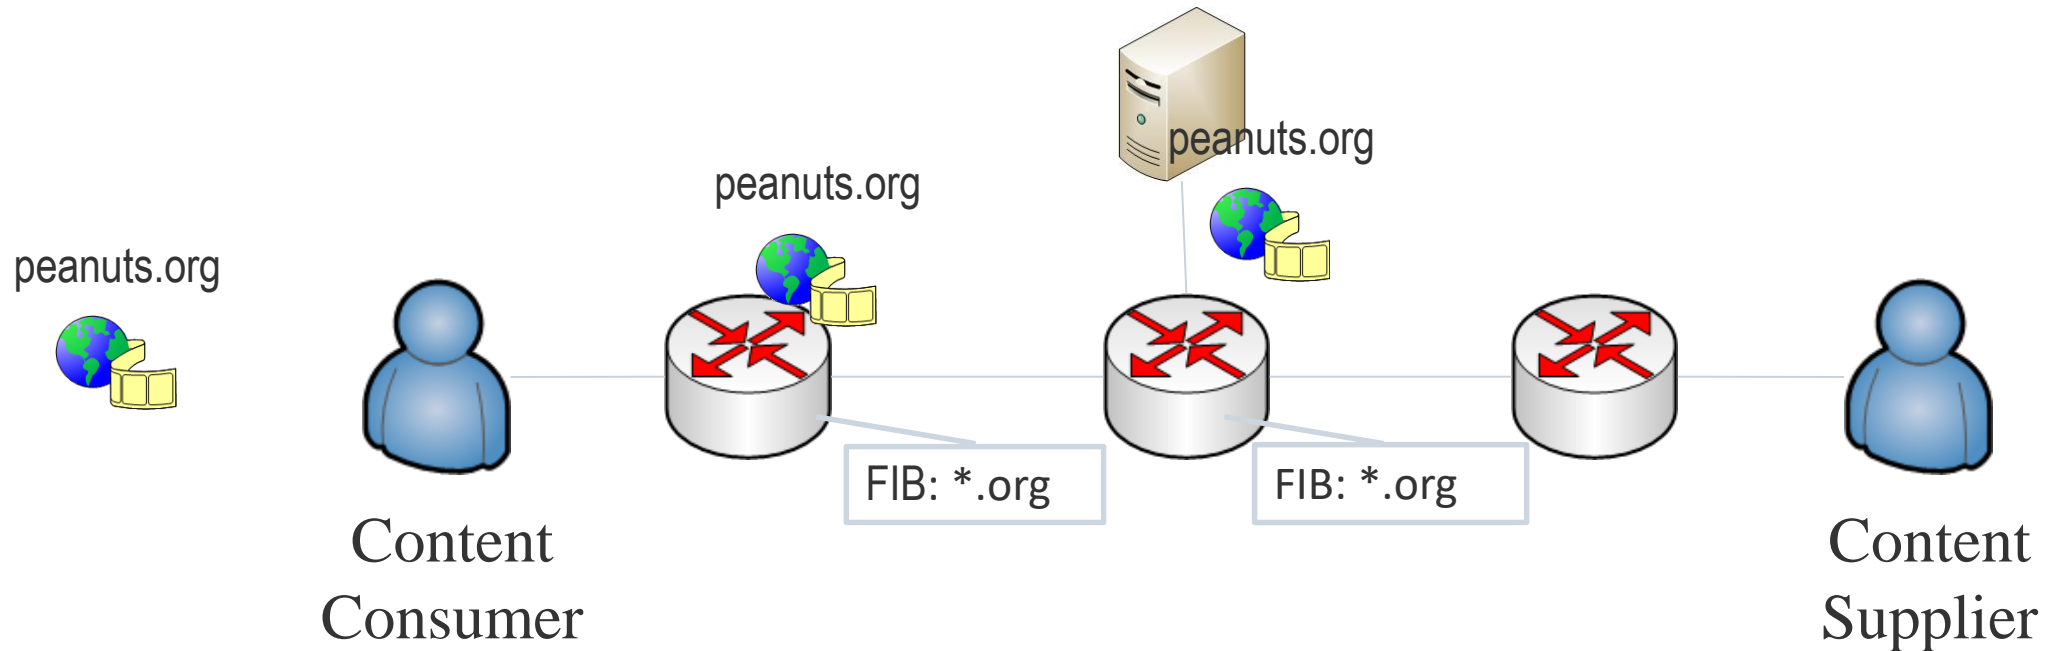 peanuts.org
peanuts.org
peanuts.org
FIB: *.org
FIB: *.org
Content
Consumer
Content
Supplier